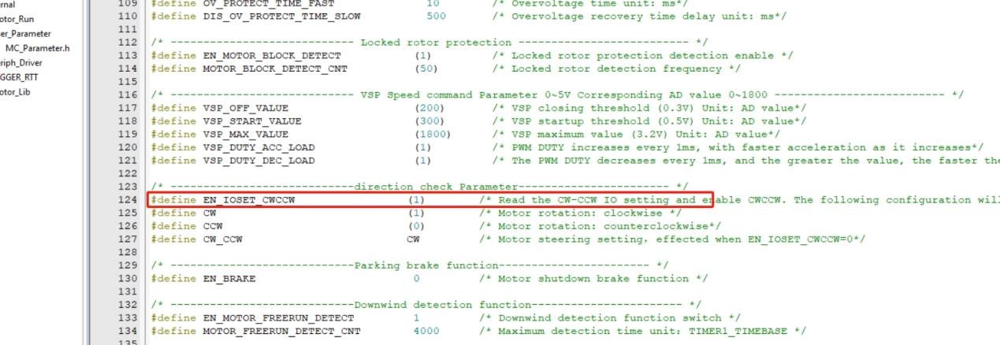 ernal
otor_Run
ser_Parameter
MC_Parameter.h
eriph_Driver
GGER_RTT
otor_Lib
109 #define OV_PROTECT_TIME_FAST 10 /* Overvoltage time unit: ms*/
110 #define DIS_OV_PROTECT_TIME_SLOW 500 /* Overvoltage recovery time delay unit: ms*/
111
112 /* ---------------------------- Locked rotor protection -------------------------- */
113 #define EN_MOTOR_BLOCK_DETECT (1) /* Locked rotor protection detection enable */
114 #define MOTOR_BLOCK_DETECT_CNT (50) /* Locked rotor detection frequency */
115
116 /* ---------------------------- VSP Speed command Parameter 0~5V Corresponding AD value 0~1800 -------------------------- */
117 #define VSP_OFF_VALUE (200) /* VSP closing threshold (0.3V) Unit: AD value*/
118 #define VSP_START_VALUE (300) /* VSP startup threshold (0.5V) Unit: AD value*/
119 #define VSP_MAX_VALUE (1800) /* VSP maximum value (3.2V) Unit: AD value*/
120 #define VSP_DUTY_ACC_LOAD (1) /* PWM DUTY increases every 1ms, with faster acceleration as it increases*/
121 #define VSP_DUTY_DEC_LOAD (1) /* The PWM DUTY decreases every 1ms, and the greater the value, the faster the
122
123 /* ----------------------------direction check Parameter----------------------- */
124 #define EN_IOSET_CWCCW (1) /* Read the CW-CCW IO setting and enable CWCCW. The following configuration wil
125 #define CW (1) /* Motor rotation: clockwise */
126 #define CCW (0) /* Motor rotation: counterclockwise*/
127 #define CW_CCW CW /* Motor steering setting, effected when EN_IOSET_CWCCW=0*/
128
129 /* ----------------------------Parking brake function----------------------- */
130 #define EN_BRAKE 0 /* Motor shutdown brake function */
131
132 /* ----------------------------Downwind detection function----------------------- */
133 #define EN_MOTOR_FREERUN_DETECT 1 /* Downwind detection function switch */
134 #define MOTOR_FREERUN_DETECT_CNT 4000 /* Maximum detection time unit: TIMER1_TIMEBASE */
135